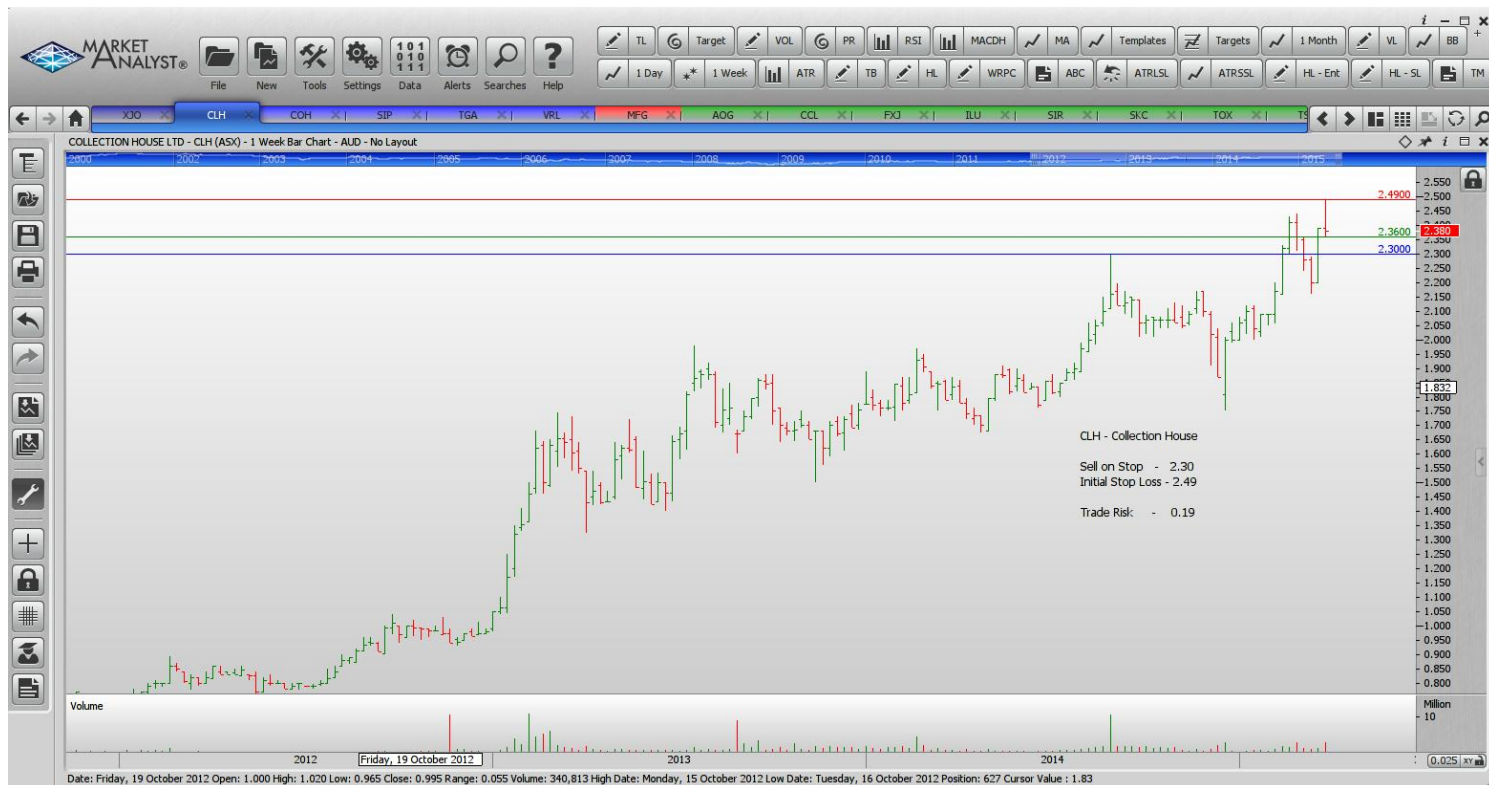 MARKET
ANALYST®
File New Tools Settings Data Alerts Searches Help
TL Target VOL PR RSI MACDH MA Templates Targets 1 Month VL BB
1 Day 1 Week ATR TB HL WRPC ABC ATRLSL ATRSSL HL - Ent HL - SL TM
XJO CLH COH SIP TGA VRL MFG AOG CCL FXJ ILU SIR SKC TOX
COLLECTION HOUSE LTD - CLH (ASX) - 1 Week Bar Chart - AUD - No Layout
2000 2002 2003 2004 2005 2006 2007 2008 2009 2010 2011 2012 2013 2014 2015
2.550
2.4900
2.500
2.450
2.3600
2.380
2.350
2.3000
2.300
2.250
2.200
2.150
2.100
2.050
2.000
1.950
1.900
1.832
1.800
1.750
1.700
1.650
1.600
1.550
1.500
1.450
1.400
1.350
1.300
1.250
1.200
1.150
1.100
1.050
1.000
0.950
0.900
0.850
0.800
CLH - Collection House
Sell on Stop - 2.30
Initial Stop Loss - 2.49
Trade Risk - 0.19
Volume
Million
10
2012 Friday, 19 October 2012 2013 2014
0.025 XY
Date: Friday, 19 October 2012 Open: 1.000 High: 1.020 Low: 0.965 Close: 0.995 Range: 0.055 Volume: 340,813 High Date: Monday, 15 October 2012 Low Date: Tuesday, 16 October 2012 Position: 627 Cursor Value : 1.83